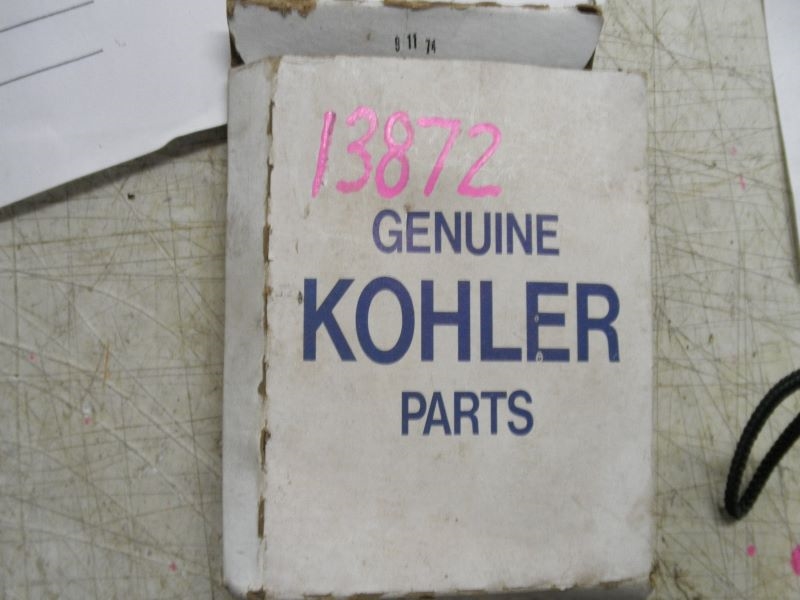 9 11 74
13872
GENUINE
KOHLER
PARTS